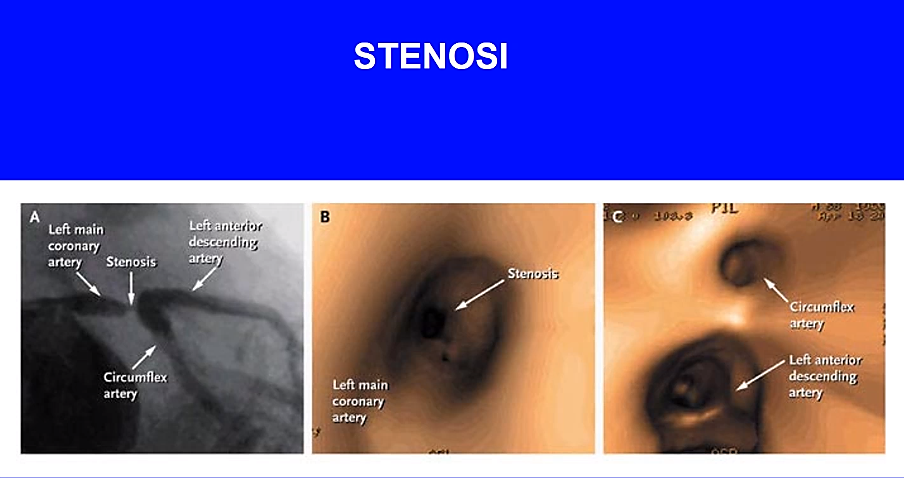 STENOSI
A
Left main
coronary
artery
Stenosis
Left anterior
descending
artery
Circumflex
artery
B
Stenosis
Left main
coronary
artery
C
PIL
Circumflex
artery
Left anterior
descending
artery